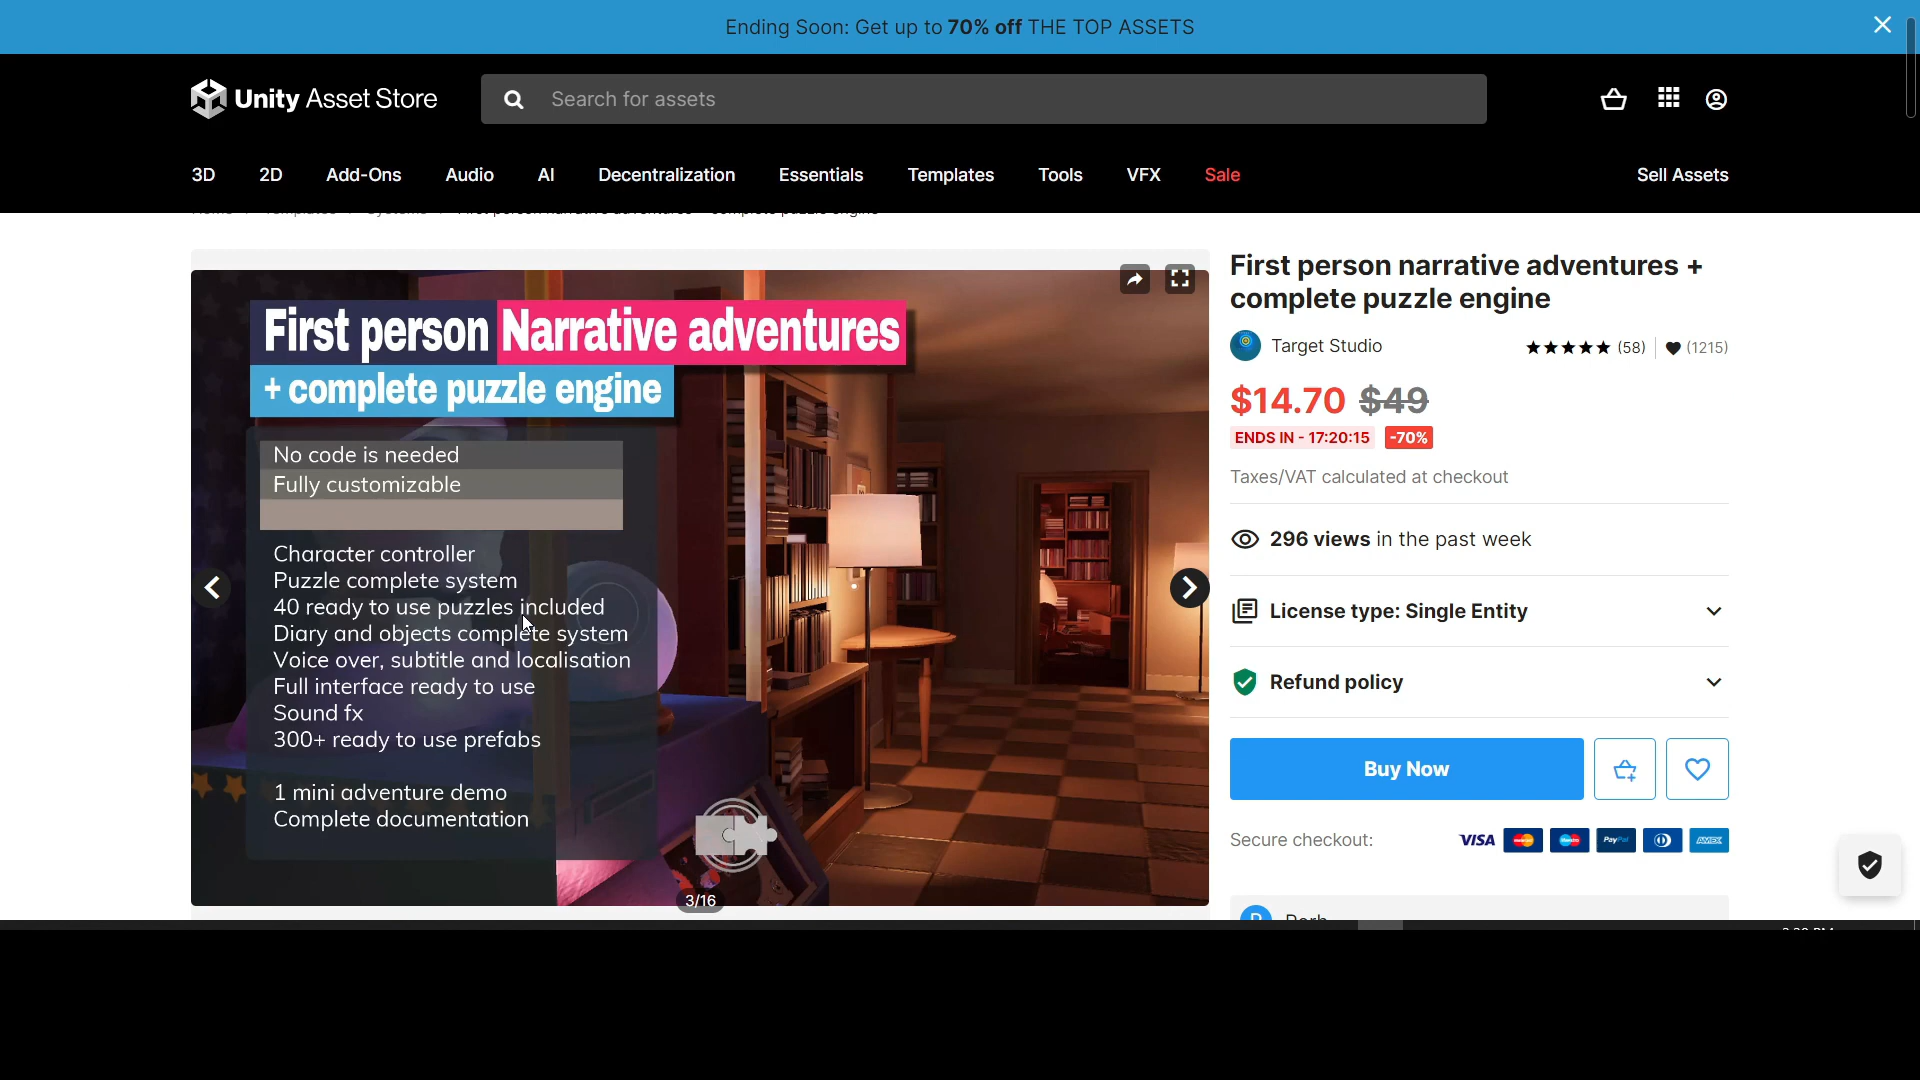 Ending Soon: Get up to 70% off THE TOP ASSETS
Unity Asset Store
Search for assets
3D 2D Add-Ons Audio AI Decentralization Essentials Templates Tools VFX Sale Sell Assets
First person Narrative adventures
+ complete puzzle engine
No code is needed
Fully customizable
Character controller
Puzzle complete system
40 ready to use puzzles included
Diary and objects complete system
Voice over, subtitle and localisation
Full interface ready to use
Sound fx
300+ ready to use prefabs
1 mini adventure demo
Complete documentation
3/16
First person narrative adventures +
complete puzzle engine
Target Studio
(58) (1215)
$14.70 $49
ENDS IN - 17:20:15 -70%
Taxes/VAT calculated at checkout
296 views in the past week
License type: Single Entity
Refund policy
Buy Now
Secure checkout: VISA PayPal AMEX